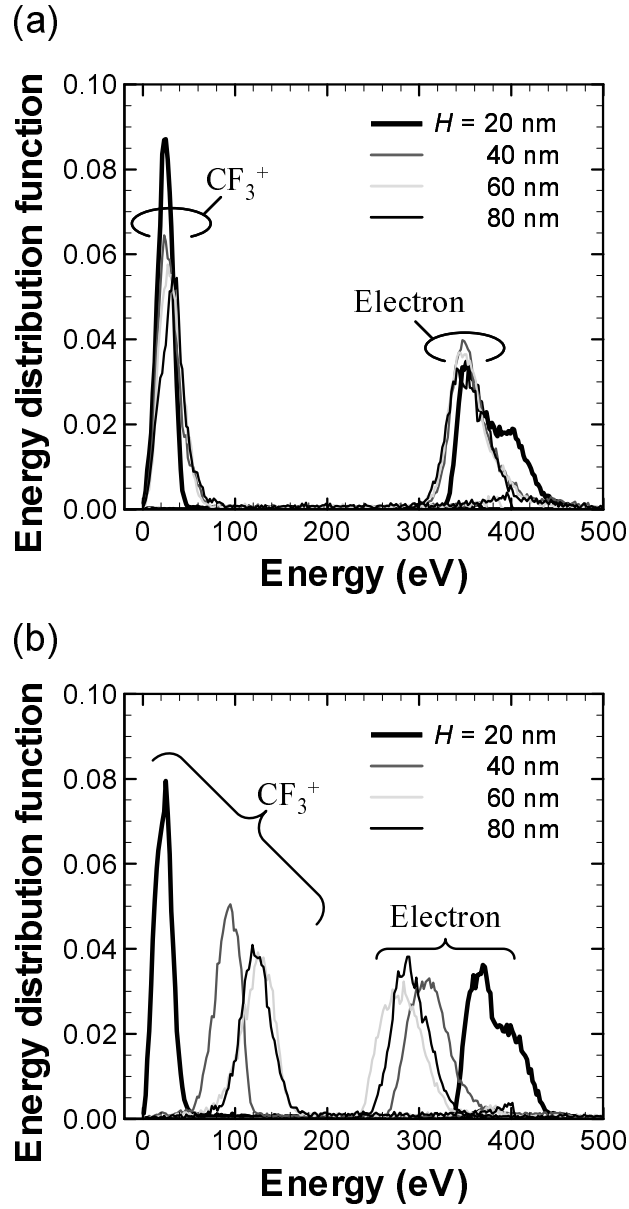 (a)
0.10
0.08
0.06
0.04
0.02
0.00
Energy distribution function
CF3+
Electron
H = 20 nm
40 nm
60 nm
80 nm
0 100 200 300 400 500
Energy (eV)
(b)
0.10
0.08
0.06
0.04
0.02
0.00
Energy distribution function
CF3+
Electron
H = 20 nm
40 nm
60 nm
80 nm
0 100 200 300 400 500
Energy (eV)